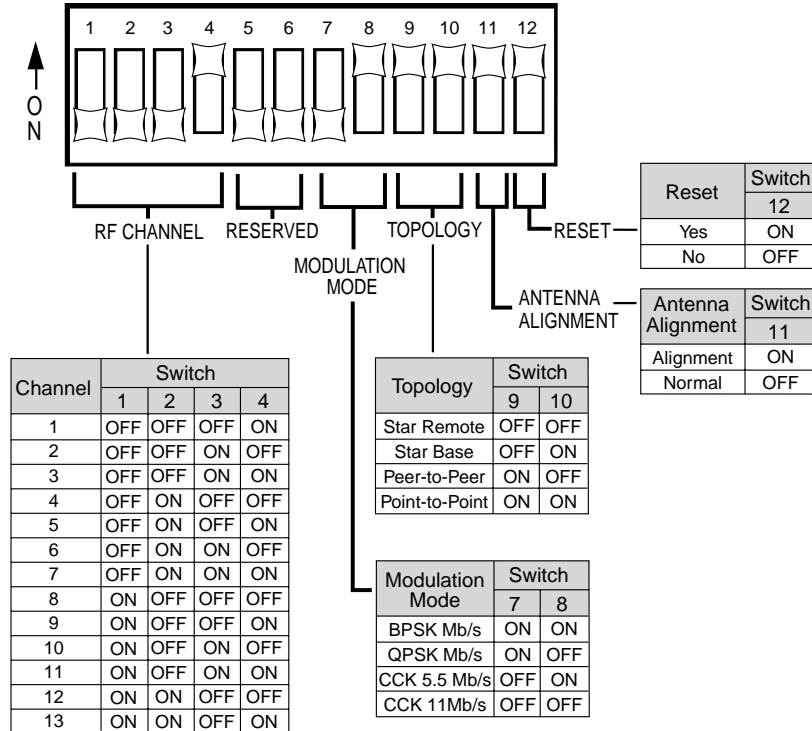 1 2 3 4 5 6 7 8 9 10 11 12
ON
RF CHANNEL
RESERVED
MODULATION
MODE
TOPOLOGY
ANTENNA
ALIGNMENT
RESET
Reset Switch
12
Yes ON
No OFF
Antenna
Alignment
Switch
11
Alignment ON
Normal OFF
Channel Switch
1 2 3 4
1 OFF OFF OFF ON
2 OFF OFF ON OFF
3 OFF OFF ON ON
4 OFF ON OFF OFF
5 OFF ON OFF ON
6 OFF ON ON OFF
7 OFF ON ON ON
8 ON OFF OFF OFF
9 ON OFF OFF ON
10 ON OFF ON OFF
11 ON OFF ON ON
12 ON ON OFF OFF
13 ON ON OFF ON
Topology Switch
9 10
Star Remote OFF OFF
Star Base OFF ON
Peer-to-Peer ON OFF
Point-to-Point ON ON
Modulation
Mode
Switch
7 8
BPSK Mb/s ON ON
QPSK Mb/s ON OFF
CCK 5.5 Mb/s OFF ON
CCK 11Mb/s OFF OFF